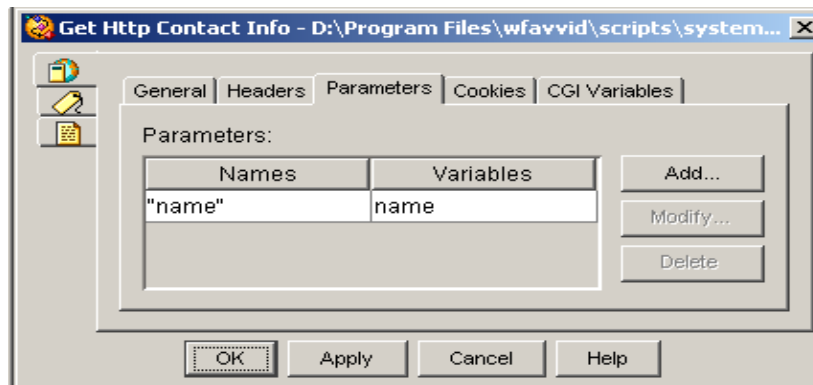 Get Http Contact Info - D:\Program Files\wfavvid\scripts\system...
General Headers Parameters Cookies CGI Variables
Parameters:
Names Variables Add...
"name" name
Modify...
Delete
OK Apply Cancel Help